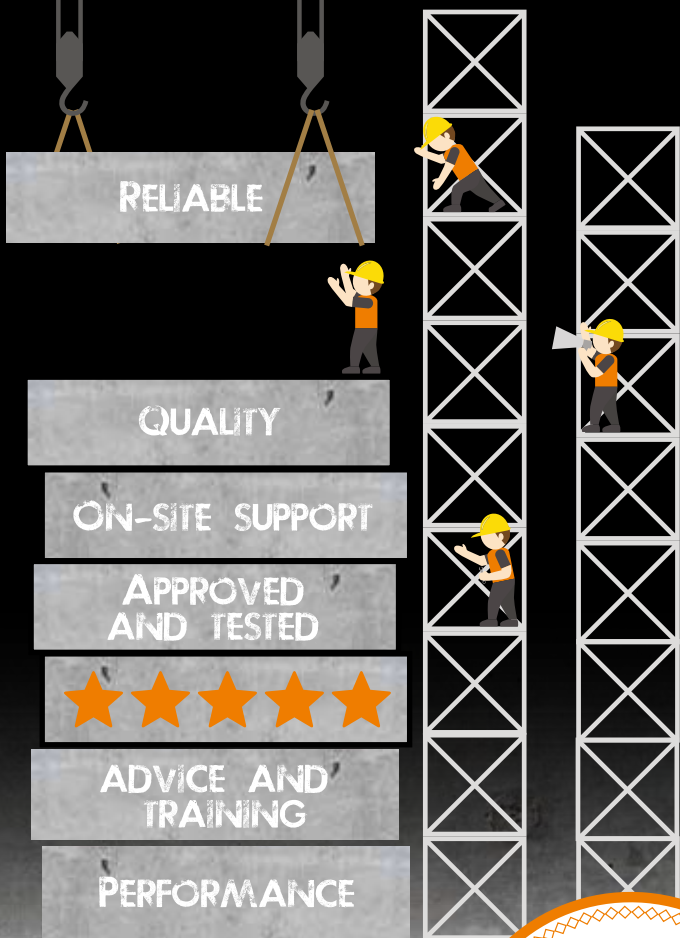 RELIABLE
QUALITY
ON-SITE SUPPORT
APPROVED
AND TESTED
ADVICE AND
TRAINING
PERFORMANCE